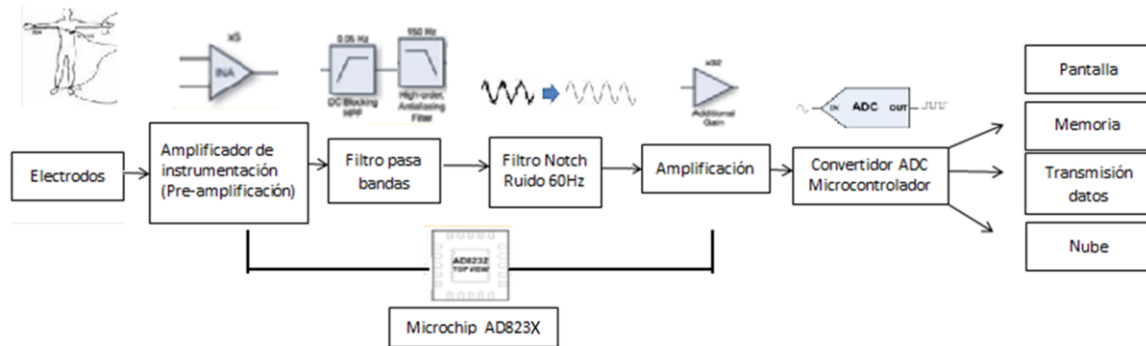 x5
INA
0.05 Hz
DC Blocking
HPF
150 Hz
High-order,
Antialiasing
Filter
x32
Additional
Gain
IN ADC OUT
Electrodos
Amplificador de
instrumentación
(Pre-amplificación)
Filtro pasa
bandas
Filtro Notch
Ruido 60Hz
Amplificación
Convertidor ADC
Microcontrolador
Pantalla
Memoria
Transmisión
datos
Nube
AD8232
TOP VIEW
Microchip AD823X